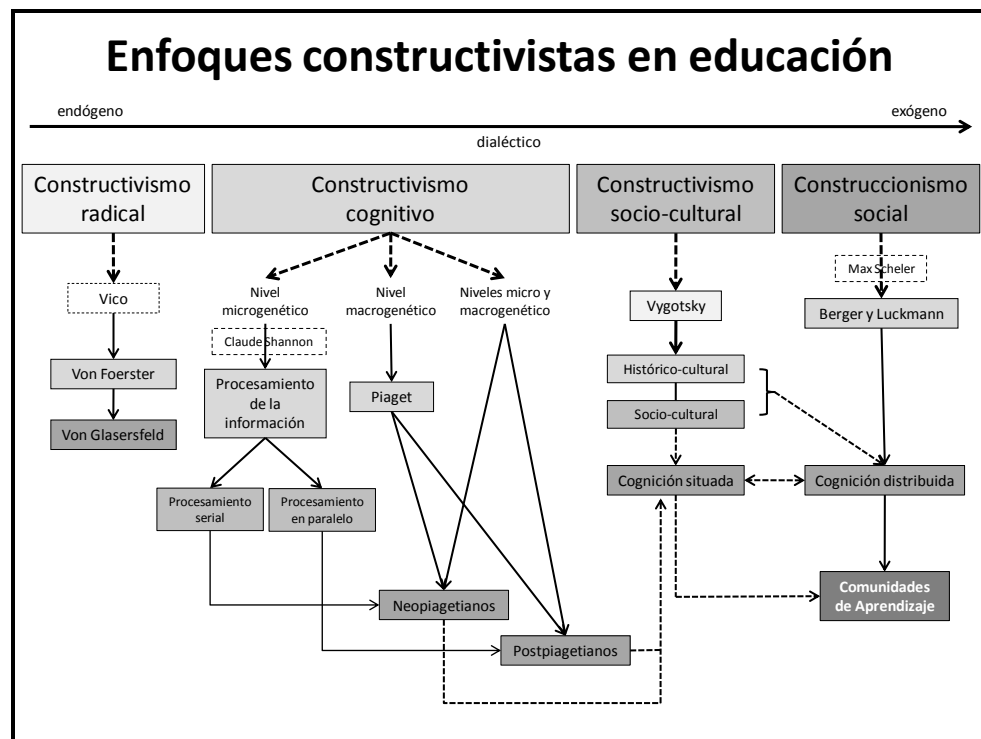 Enfoques constructivistas en educación
endógeno
exógeno
dialéctico
Constructivismo
radical
Constructivismo
cognitivo
Constructivismo
socio-cultural
Construccionismo
social
Vico
Von Foerster
Von Glasersfeld
Nivel
microgenético
Nivel
macrogenético
Niveles micro y
macrogenético
Claude Shannon
Procesamiento
de la
información
Piaget
Procesamiento
serial
Procesamiento
en paralelo
Neopiagetianos
Postpiagetianos
Vygotsky
Histórico-cultural
Socio-cultural
Cognición situada
Max Scheler
Berger y Luckmann
Cognición distribuida
Comunidades
de Aprendizaje